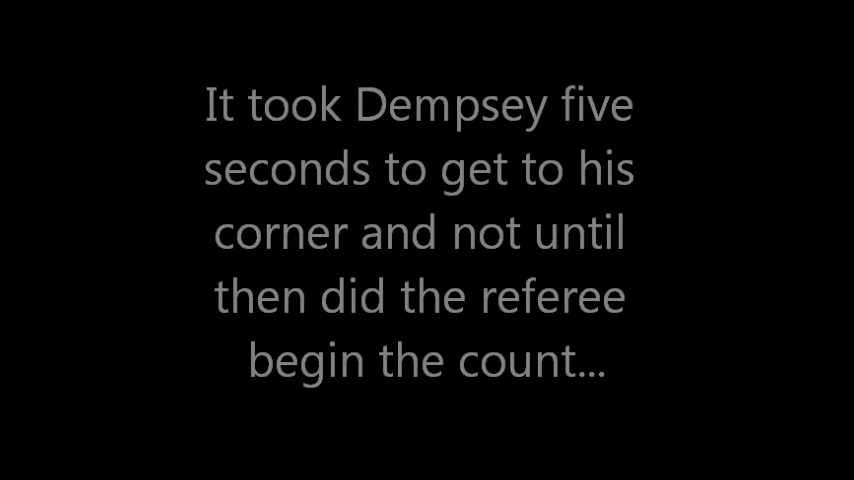 It took Dempsey five
seconds to get to his
corner and not until
then did the referee
begin the count...